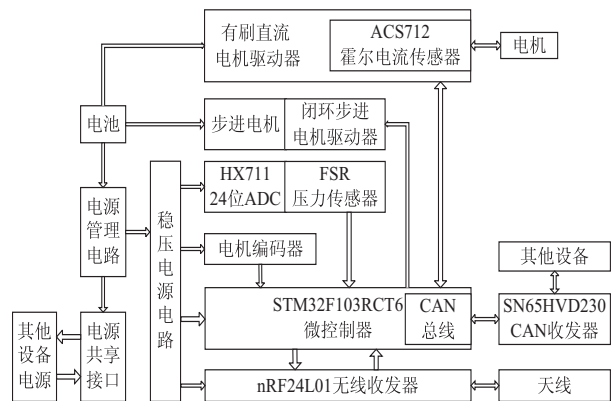 有刷直流
电机驱动器
ACS712
霍尔电流传感器
电机
电池
步进电机
闭环步进
电机驱动器
HX711
24位ADC
FSR
压力传感器
电源
管理
电路
稳压电源电路
电机编码器
其他设备
STM32F103RCT6
微控制器
CAN
总线
SN65HVD230
CAN收发器
其他
设备
电源
电源
共享
接口
nRF24L01无线收发器
天线